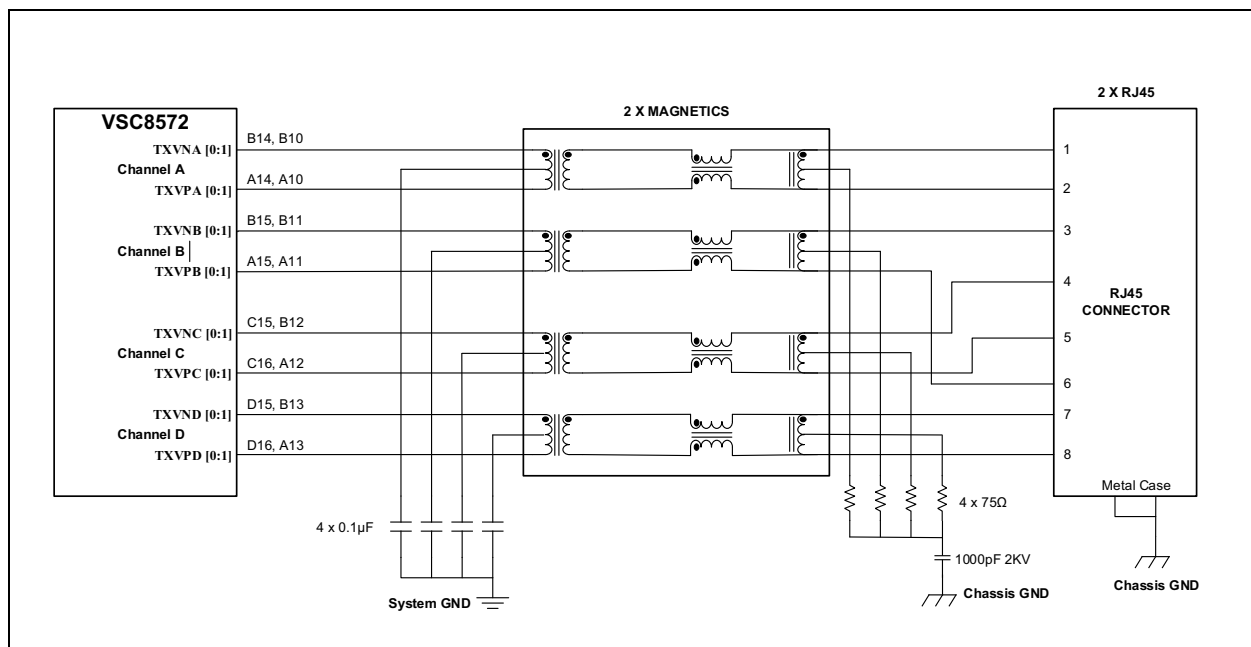 2 X RJ45
2 X MAGNETICS
VSC8572
TXVNA [0:1]
B14, B10
Channel A
TXVPA [0:1]
A14, A10
TXVNB [0:1]
B15, B11
Channel B
TXVPB [0:1]
A15, A11
TXVNC [0:1]
C15, B12
Channel C
TXVPC [0:1]
C16, A12
TXVND [0:1]
D15, B13
Channel D
TXVPD [0:1]
D16, A13
1
2
3
4
5
6
7
8
RJ45
CONNECTOR
Metal Case
4 x 0.1µF
System GND
4 x 75Ω
1000pF 2KV
Chassis GND
Chassis GND